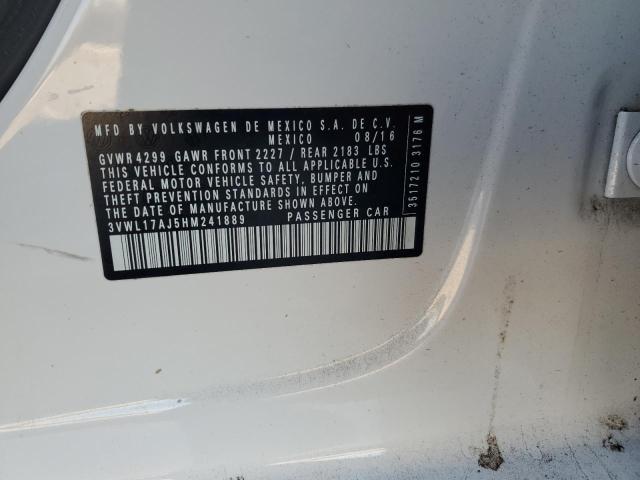 MFD. BY VOLKSWAGEN DE MEXICO S.A. DE C.V.
MEXICO 08/16
GVWR 4299 GAWR FRONT 2227 / REAR 2183 LBS
THIS VEHICLE CONFORMS TO ALL APPLICABLE U.S.
FEDERAL MOTOR VEHICLE SAFETY, BUMPER AND
THEFT PREVENTION STANDARDS IN EFFECT ON
DATE OF MANUFACTURE SHOWN ABOVE.
3VWL17AJ5HM241889 PASSENGER CAR
3517210 3176 M